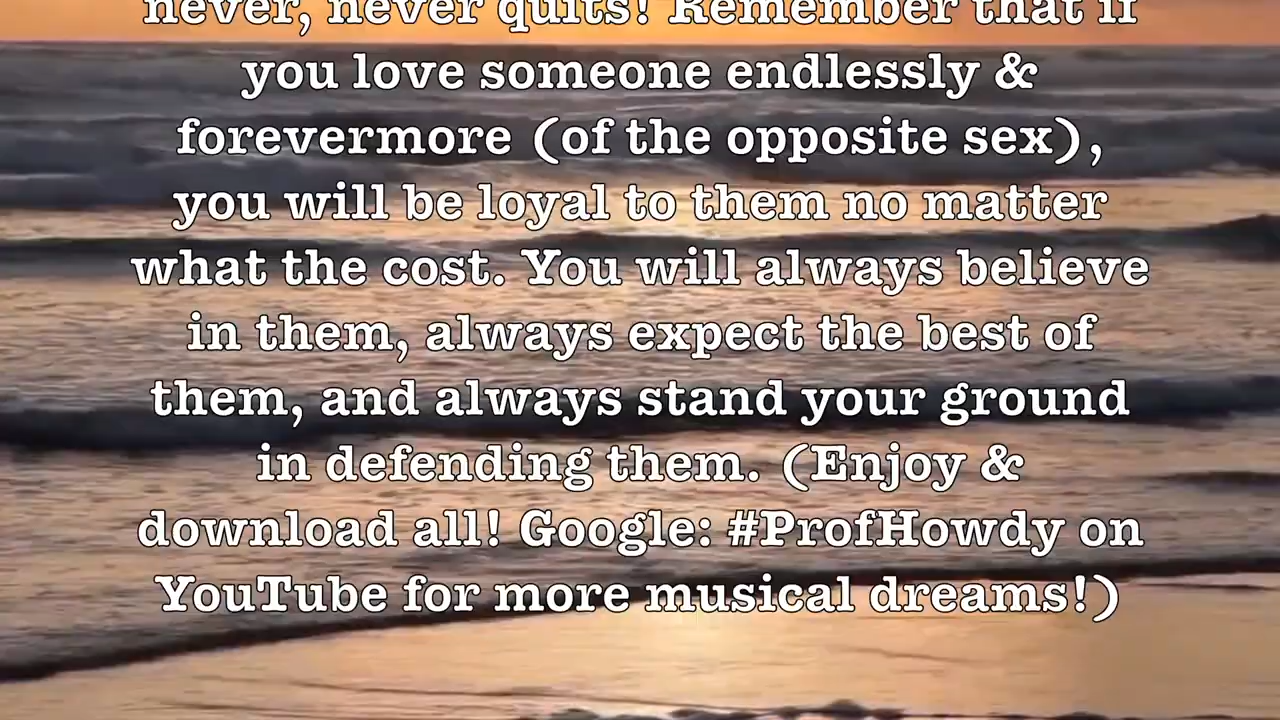 never, never quits! Remember that if
you love someone endlessly &
forevermore (of the opposite sex),
you will be loyal to them no matter
what the cost. You will always believe
in them, always expect the best of
them, and always stand your ground
in defending them. (Enjoy &
download all! Google: #ProfHowdy on
YouTube for more musical dreams!)